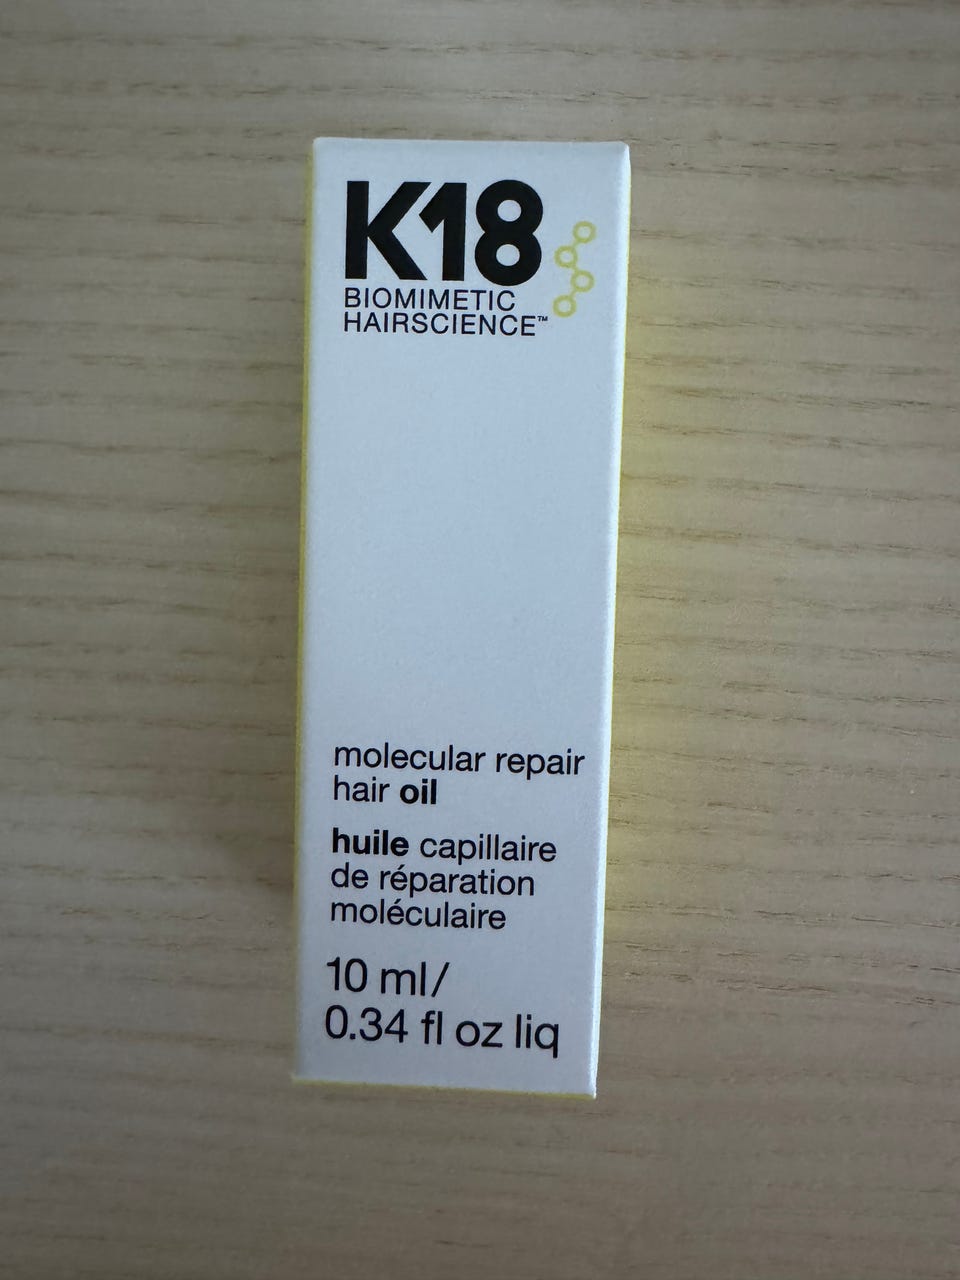 K18
BIOMIMETIC
HAIRSCIENCE™
molecular repair
hair oil
huile capillaire
de réparation
moléculaire
10 ml/
0.34 fl oz liq